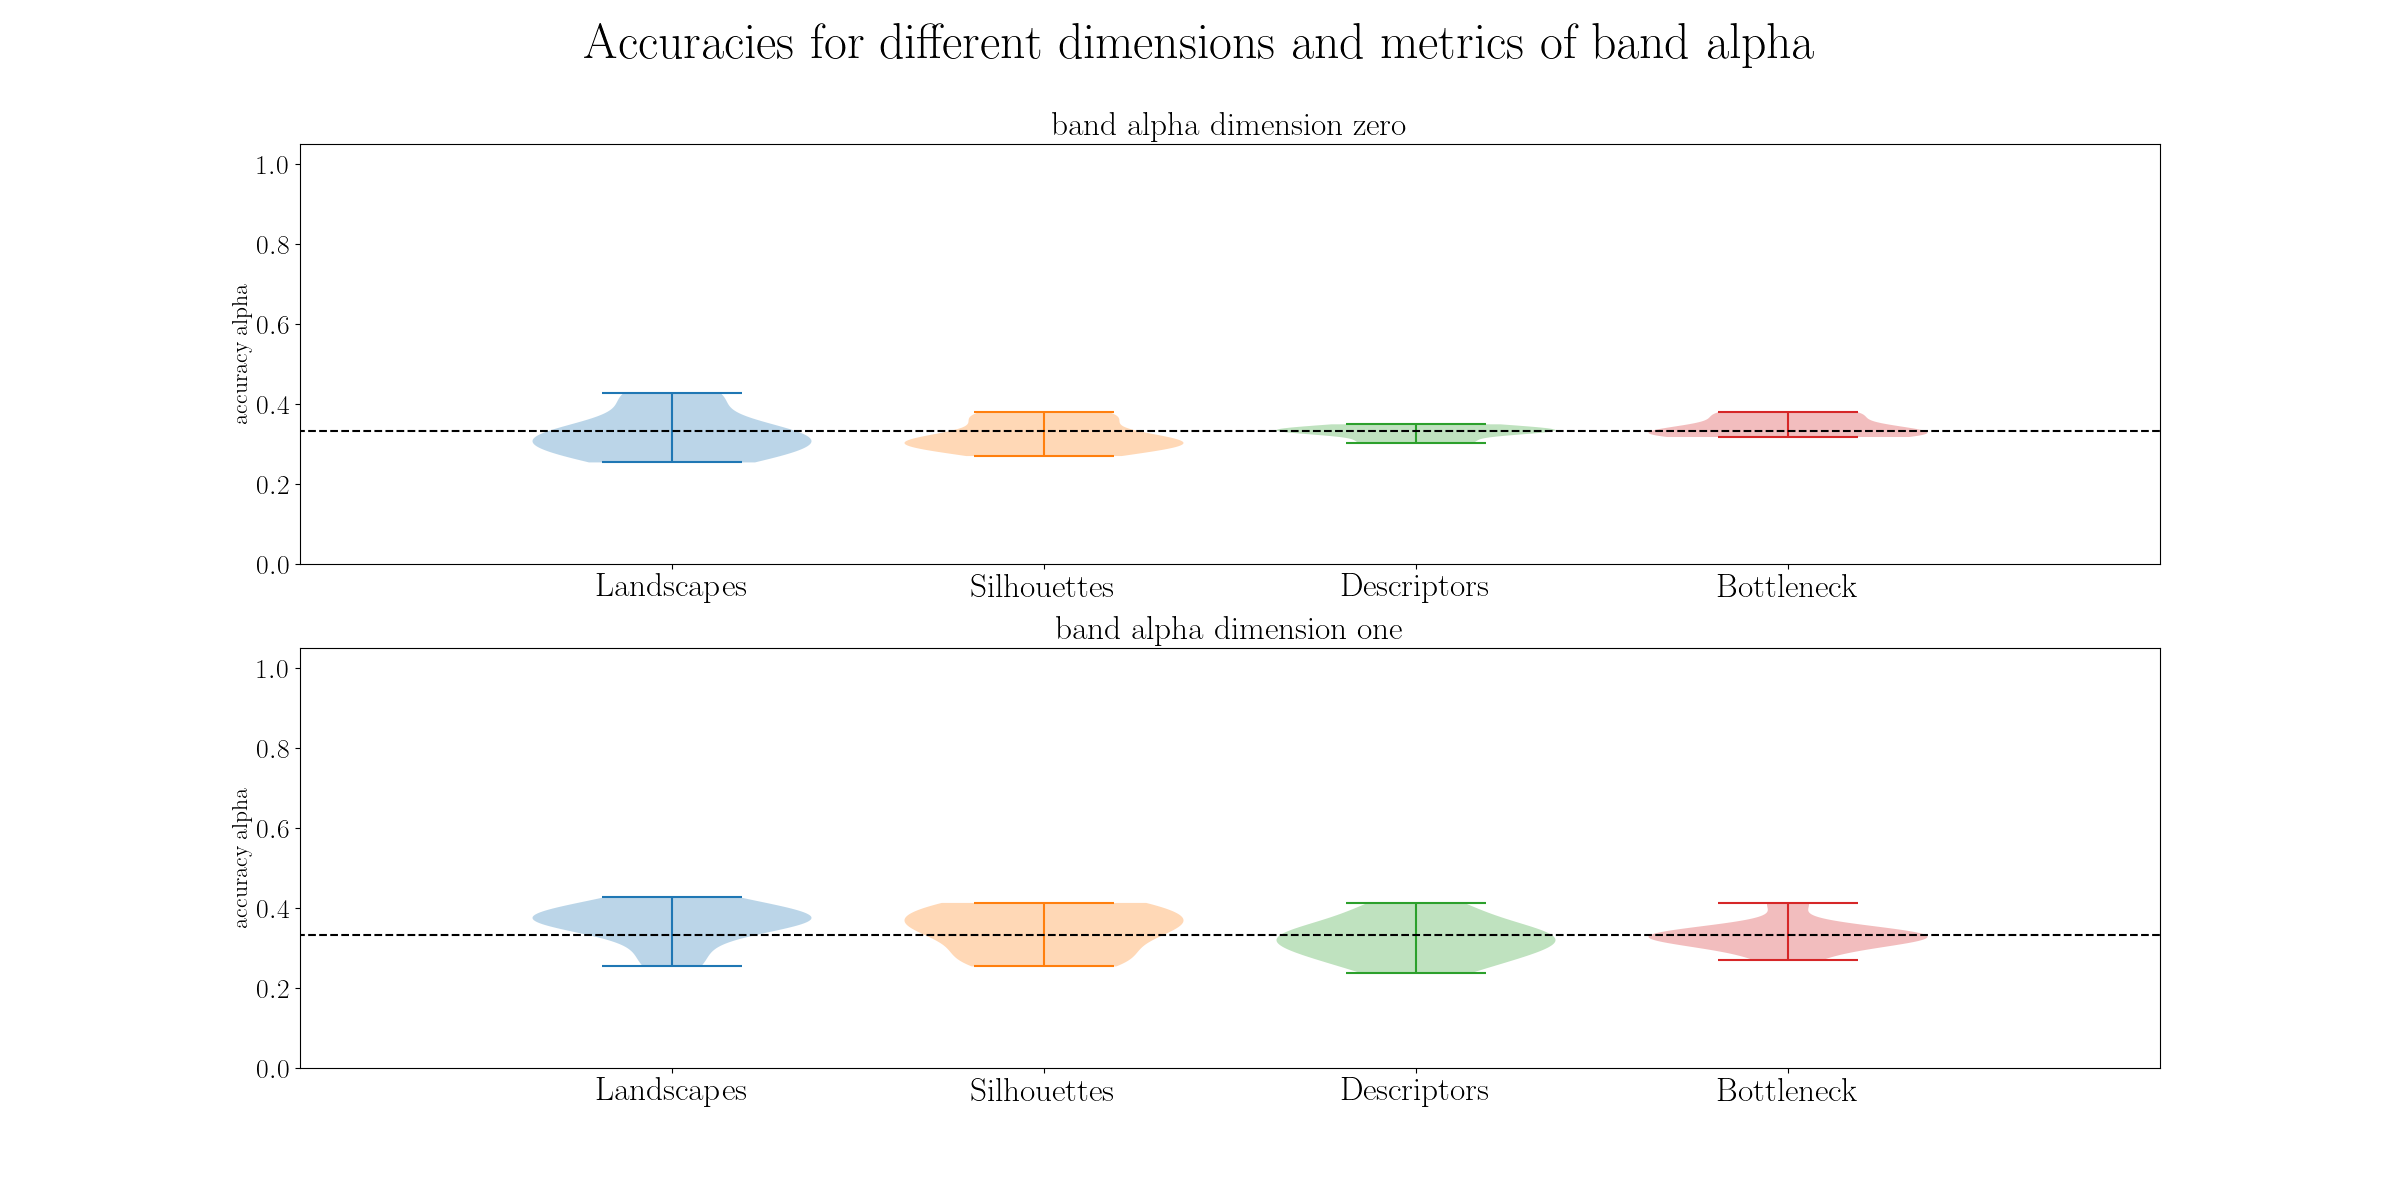 Accuracies for different dimensions and metrics of band alpha
band alpha dimension zero
accuracy alpha
1.0
0.8
0.6
0.4
0.2
0.0
Landscapes Silhouettes Descriptors Bottleneck
band alpha dimension one
accuracy alpha
1.0
0.8
0.6
0.4
0.2
0.0
Landscapes Silhouettes Descriptors Bottleneck